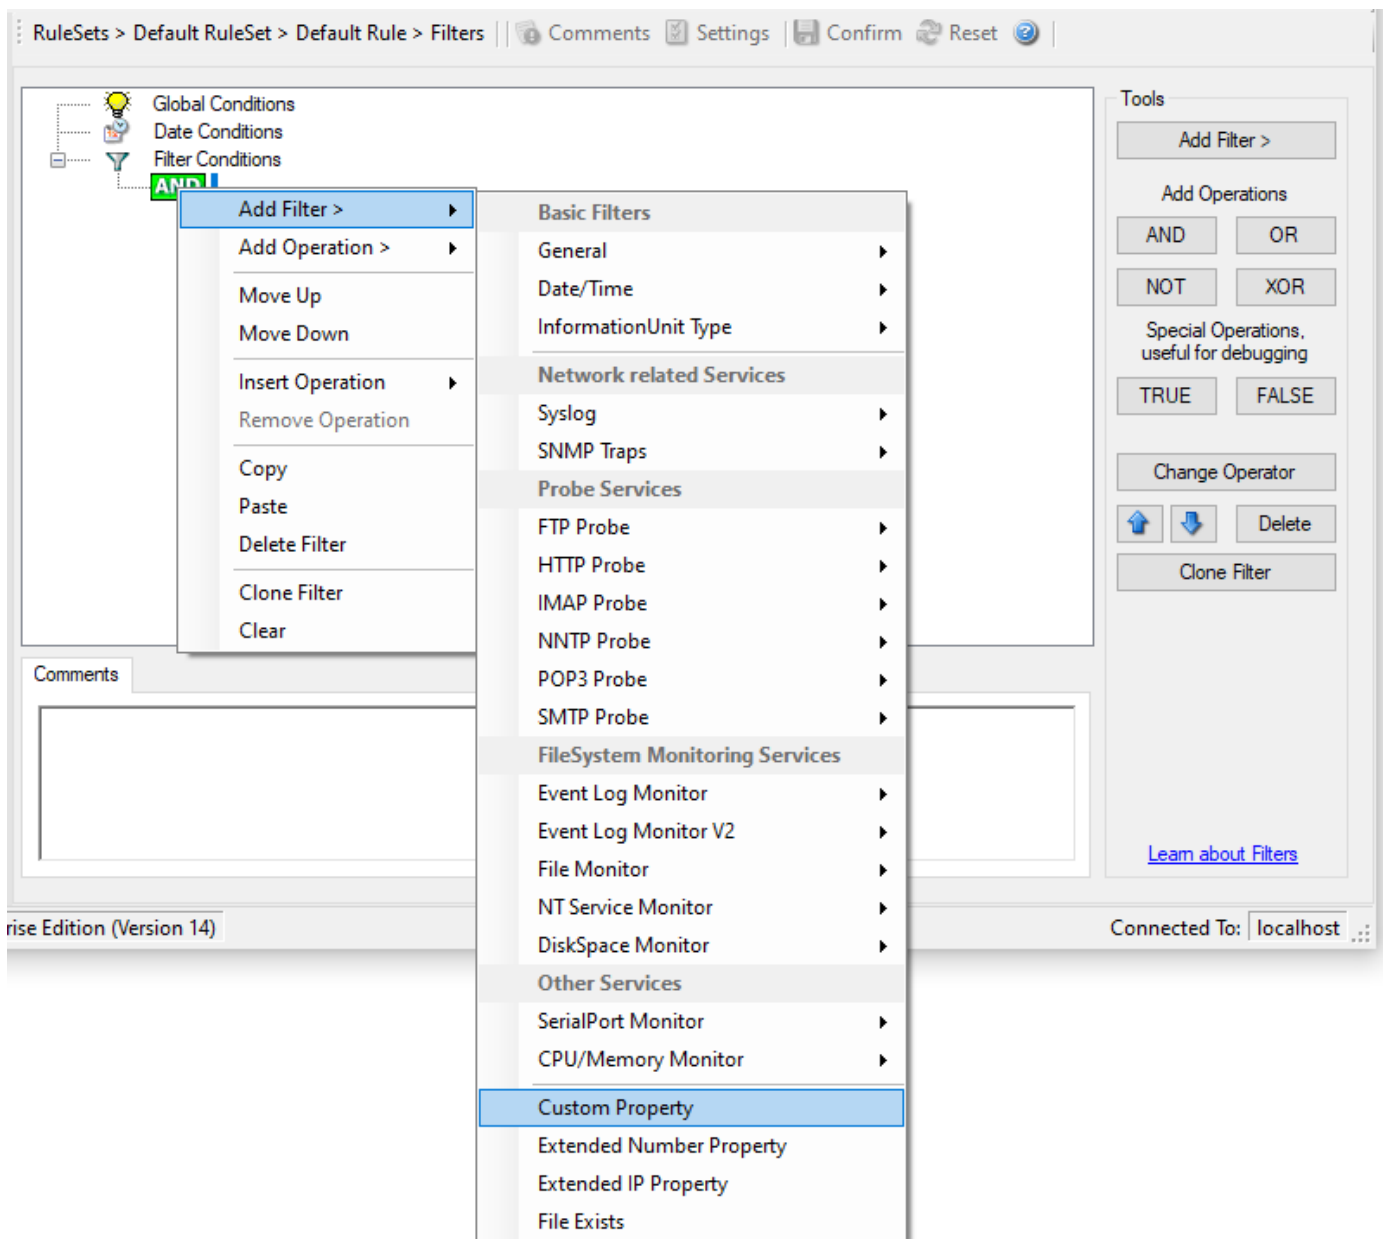 RuleSets > Default RuleSet > Default Rule > Filters Comments Settings Confirm Reset
Global Conditions
Date Conditions
Filter Conditions
AND
Add Filter >
Add Operation >
Move Up
Move Down
Insert Operation
Remove Operation
Copy
Paste
Delete Filter
Clone Filter
Clear
Basic Filters
General
Date/Time
InformationUnit Type
Network related Services
Syslog
SNMP Traps
Probe Services
FTP Probe
HTTP Probe
IMAP Probe
NNTP Probe
POP3 Probe
SMTP Probe
FileSystem Monitoring Services
Event Log Monitor
Event Log Monitor V2
File Monitor
NT Service Monitor
DiskSpace Monitor
Other Services
SerialPort Monitor
CPU/Memory Monitor
Custom Property
Extended Number Property
Extended IP Property
File Exists
Tools
Add Filter >
Add Operations
AND OR
NOT XOR
Special Operations,
useful for debugging
TRUE FALSE
Change Operator
Delete
Clone Filter
Learn about Filters
Comments
rise Edition (Version 14)
Connected To: localhost